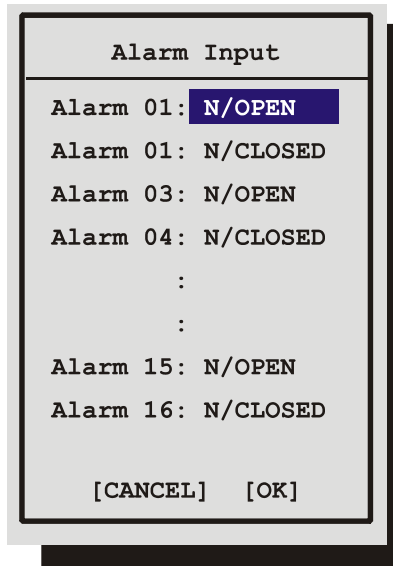 Alarm Input
Alarm 01: N/OPEN
Alarm 01: N/CLOSED
Alarm 03: N/OPEN
Alarm 04: N/CLOSED
:
:
Alarm 15: N/OPEN
Alarm 16: N/CLOSED
[CANCEL] [OK]